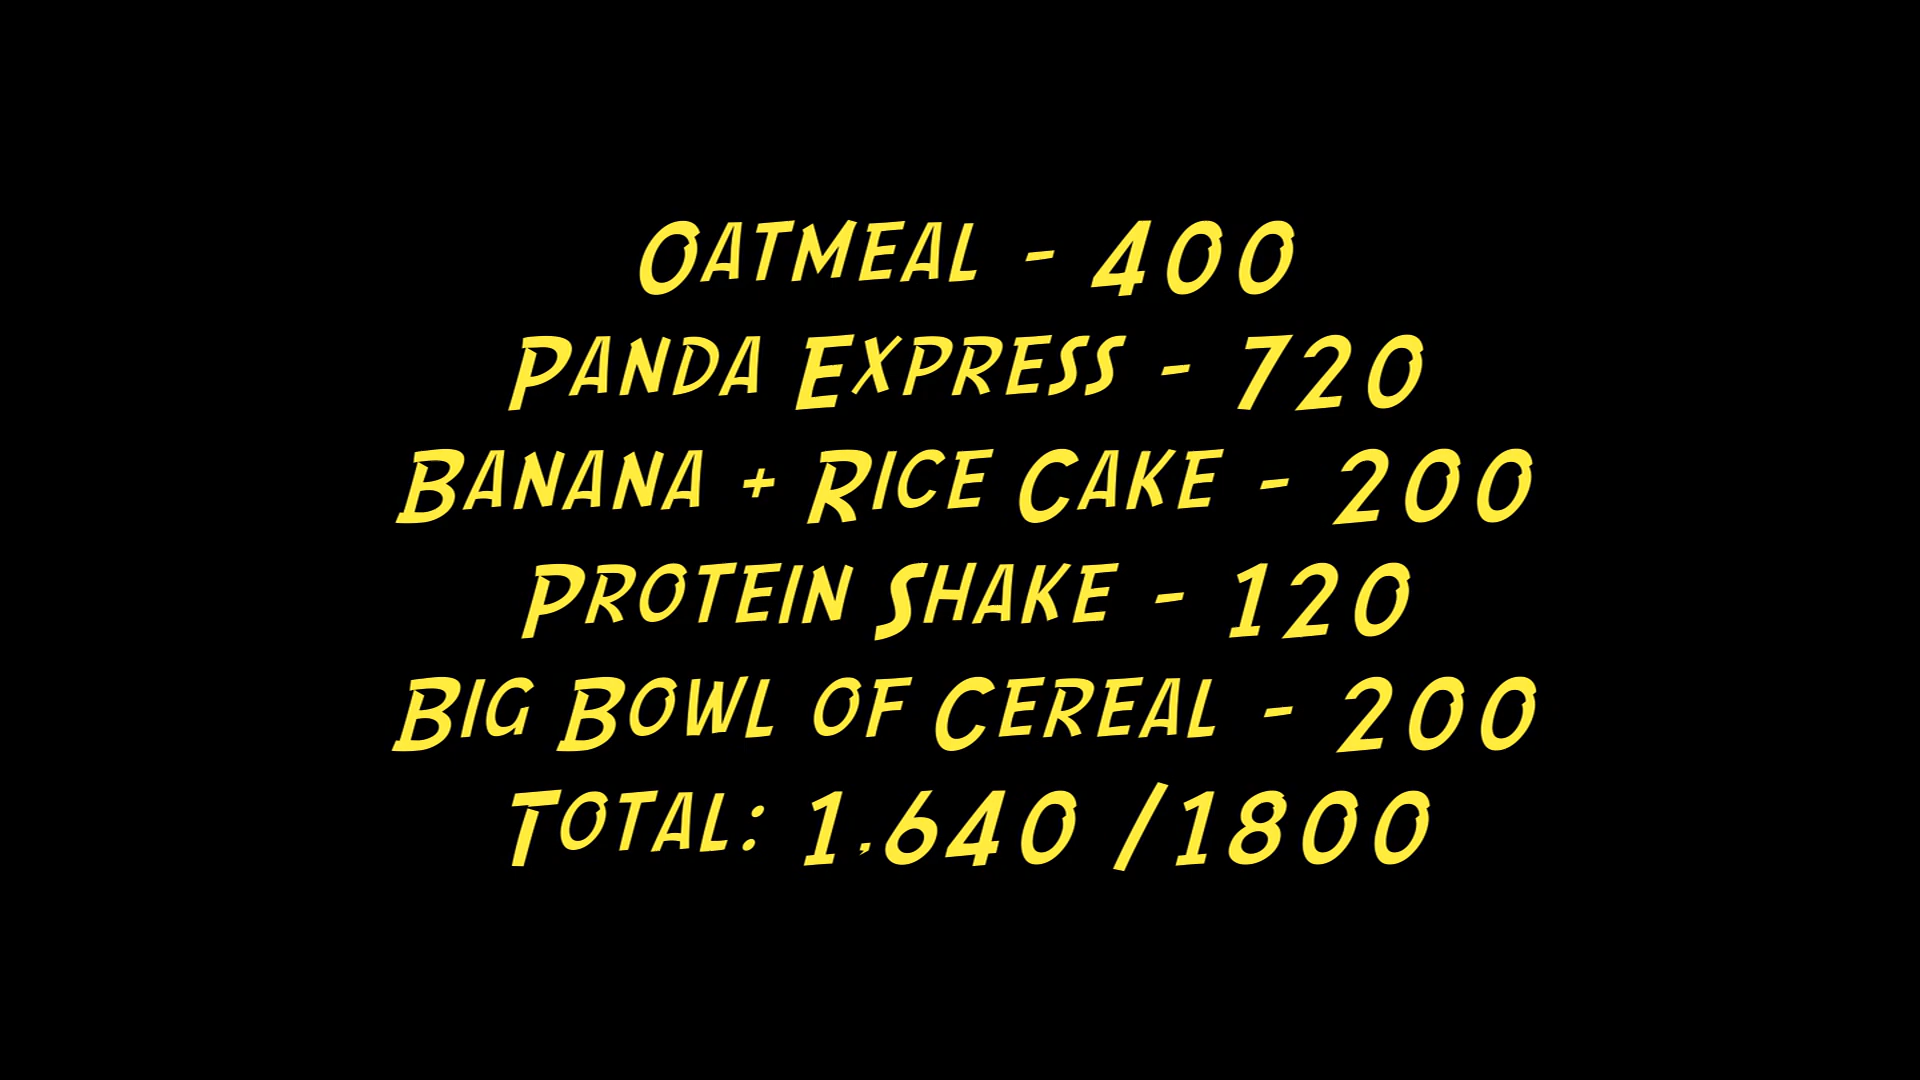 Oatmeal - 400
Panda Express - 720
Banana + Rice Cake - 200
Protein Shake - 120
Big Bowl of Cereal - 200
Total: 1,640 /1800